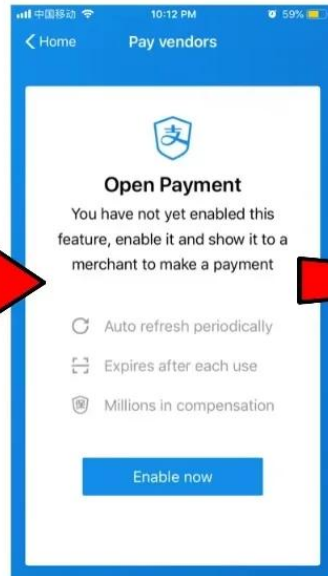 中国移动 10:12 PM 59%
Home Pay vendors
支
Open Payment
You have not yet enabled this
feature, enable it and show it to a
merchant to make a payment
Auto refresh periodically
Expires after each use
保 Millions in compensation
Enable now